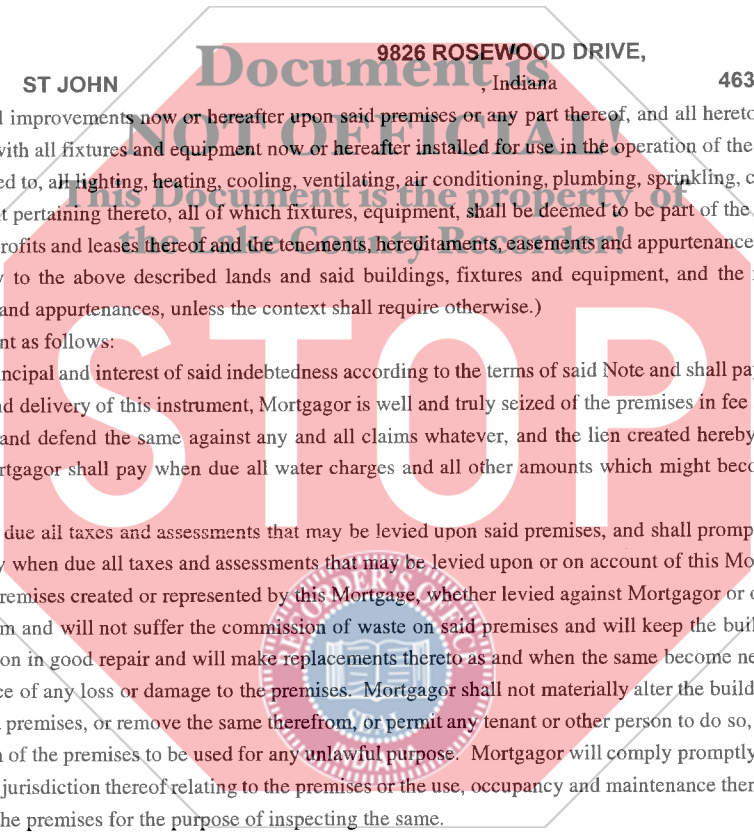 9826 ROSEWOOD DRIVE,
ST JOHN , Indiana 463
Document is
improvements now or hereafter upon said premises or any part thereof, and all hereto
NOT OFFICIAL!
with all fixtures and equipment now or hereafter installed for use in the operation of the
ed to, all lighting, heating, cooling, ventilating, air conditioning, plumbing, sprinkling, c
This Document is the property of
t pertaining thereto, all of which fixtures, equipment, shall be deemed to be part of the
rofits and leases thereof and the tenements, hereditaments, easements and appurtenance
the Lake County Recorder!
y to the above described lands and said buildings, fixtures and equipment, and the
and appurtenances, unless the context shall require otherwise.)
nt as follows:
ncipal and interest of said indebtedness according to the terms of said Note and shall pa
STOP
nd delivery of this instrument, Mortgagor is well and truly seized of the premises in fee
and defend the same against any and all claims whatever, and the lien created hereby
rtgagor shall pay when due all water charges and all other amounts which might beco
due all taxes and assessments that may be levied upon said premises, and shall promp
y when due all taxes and assessments that may be levied upon or on account of this Mo
remises created or represented by this Mortgage, whether levied against Mortgagor or o
m and will not suffer the commission of waste on said premises and will keep the buil
on in good repair and will make replacements thereto as and when the same become ne
ce of any loss or damage to the premises. Mortgagor shall not materially alter the build
premises, or remove the same therefrom, or permit any tenant or other person to do so,
n of the premises to be used for any unlawful purpose. Mortgagor will comply promptly
jurisdiction thereof relating to the premises or the use, occupancy and maintenance ther
he premises for the purpose of inspecting the same.
RECORDER'S OFFICE
SEAL
INDIANA